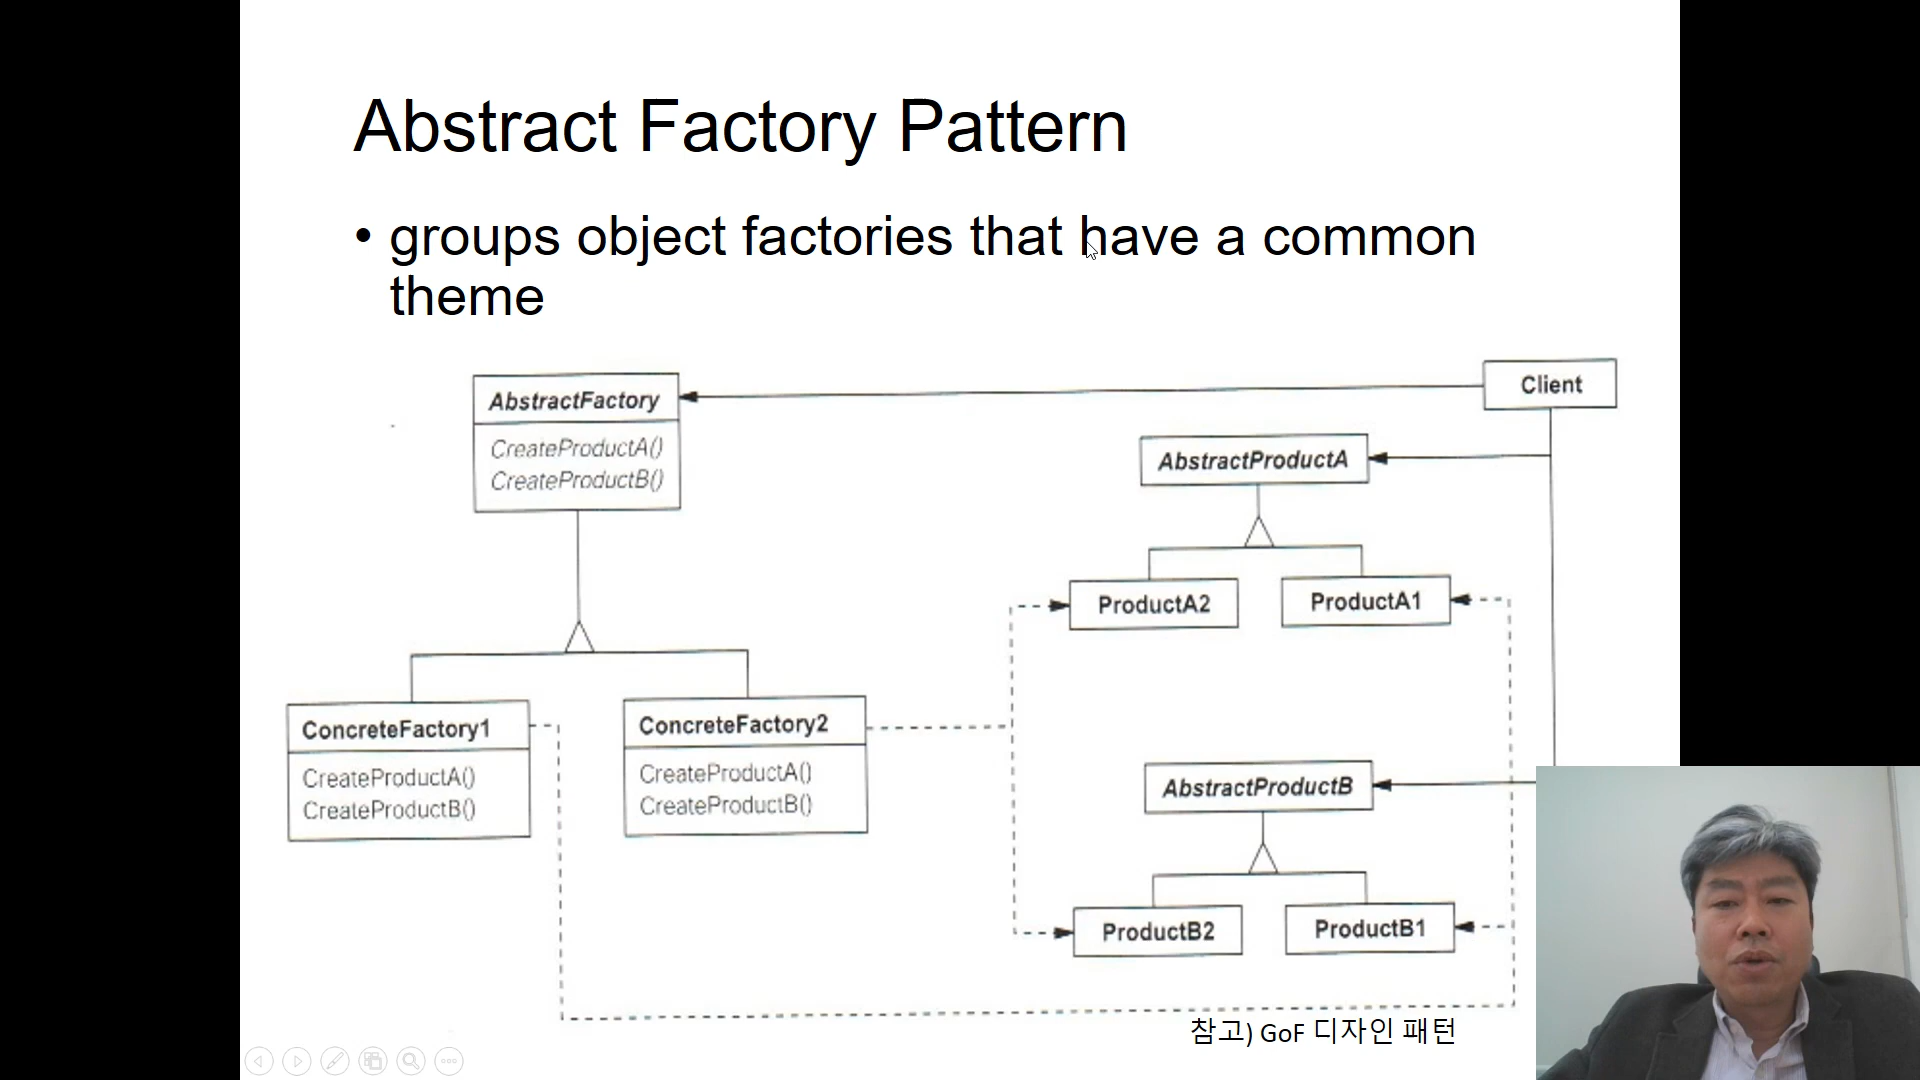 Abstract Factory Pattern
• groups object factories that have a common
theme
Client
AbstractFactory
CreateProductA()
CreateProductB()
AbstractProductA
ProductA2
ProductA1
ConcreteFactory1
CreateProductA()
CreateProductB()
ConcreteFactory2
CreateProductA()
CreateProductB()
AbstractProductB
ProductB2
ProductB1
참고) GoF 디자인 패턴